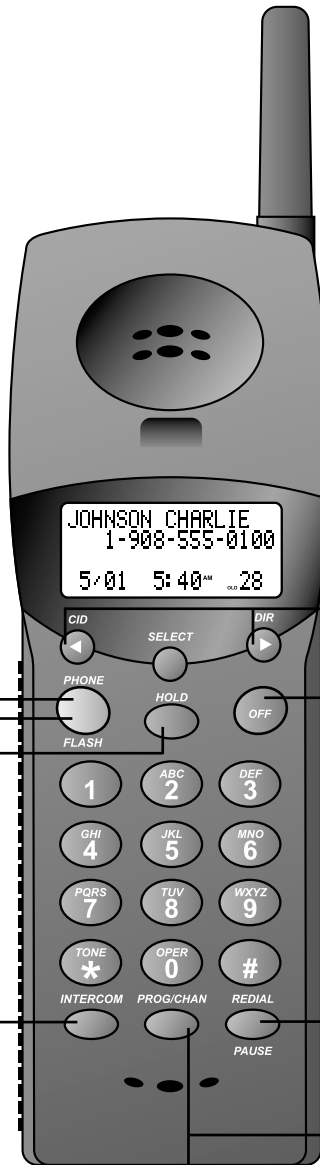 JOHNSON CHARLIE
1-908-555-0100
5/01 5:40 AM OLD 28
CID DIR
SELECT
PHONE
HOLD
OFF
FLASH
1 ABC 2 DEF 3
GHI 4 JKL 5 MNO 6
PQRS 7 TUV 8 WXYZ 9
TONE * OPER 0 #
INTERCOM PROG/CHAN REDIAL
PAUSE